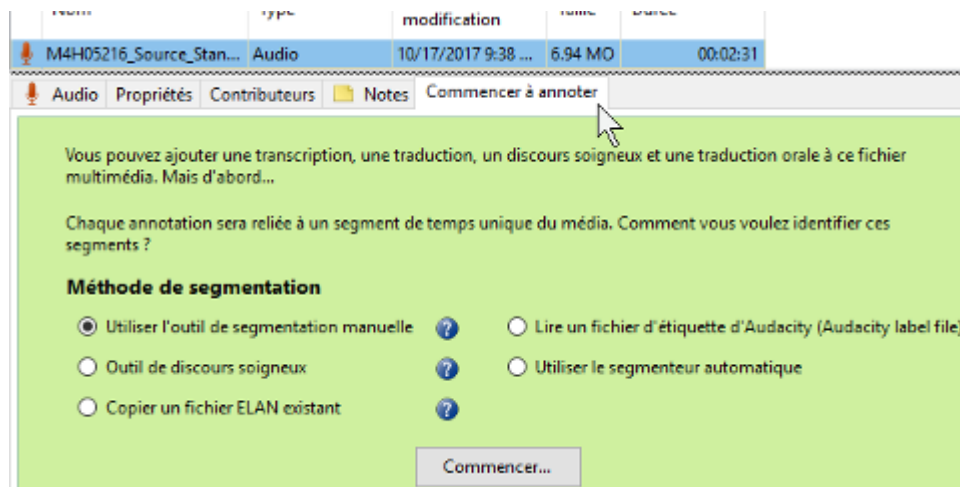 Nom Type modification Taille Durée
M4H05216_Source_Stan... Audio 10/17/2017 9:38 ... 6.94 MO 00:02:31
Audio Propriétés Contributeurs Notes Commencer à annoter
Vous pouvez ajouter une transcription, une traduction, un discours soigneux et une traduction orale à ce fichier
multimédia. Mais d'abord...
Chaque annotation sera reliée à un segment de temps unique du média. Comment vous voulez identifier ces
segments ?
Méthode de segmentation
Utiliser l'outil de segmentation manuelle ? Lire un fichier d'étiquette d'Audacity (Audacity label file)
Outil de discours soigneux ? Utiliser le segmenteur automatique
Copier un fichier ELAN existant ?
Commencer...